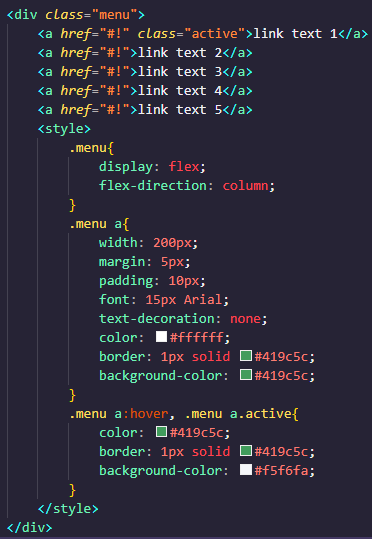 <div class="menu">
    <a href="#!" class="active">link text 1</a>
    <a href="#!">link text 2</a>
    <a href="#!">link text 3</a>
    <a href="#!">link text 4</a>
    <a href="#!">link text 5</a>
    <style>
        .menu{
            display: flex;
            flex-direction: column;
        }
        .menu a{
            width: 200px;
            margin: 5px;
            padding: 10px;
            font: 15px Arial;
            text-decoration: none;
            color: #ffffff;
            border: 1px solid #419c5c;
            background-color: #419c5c;
        }
        .menu a:hover, .menu a.active{
            color: #419c5c;
            border: 1px solid #419c5c;
            background-color: #f5f6fa;
        }
    </style>
</div>